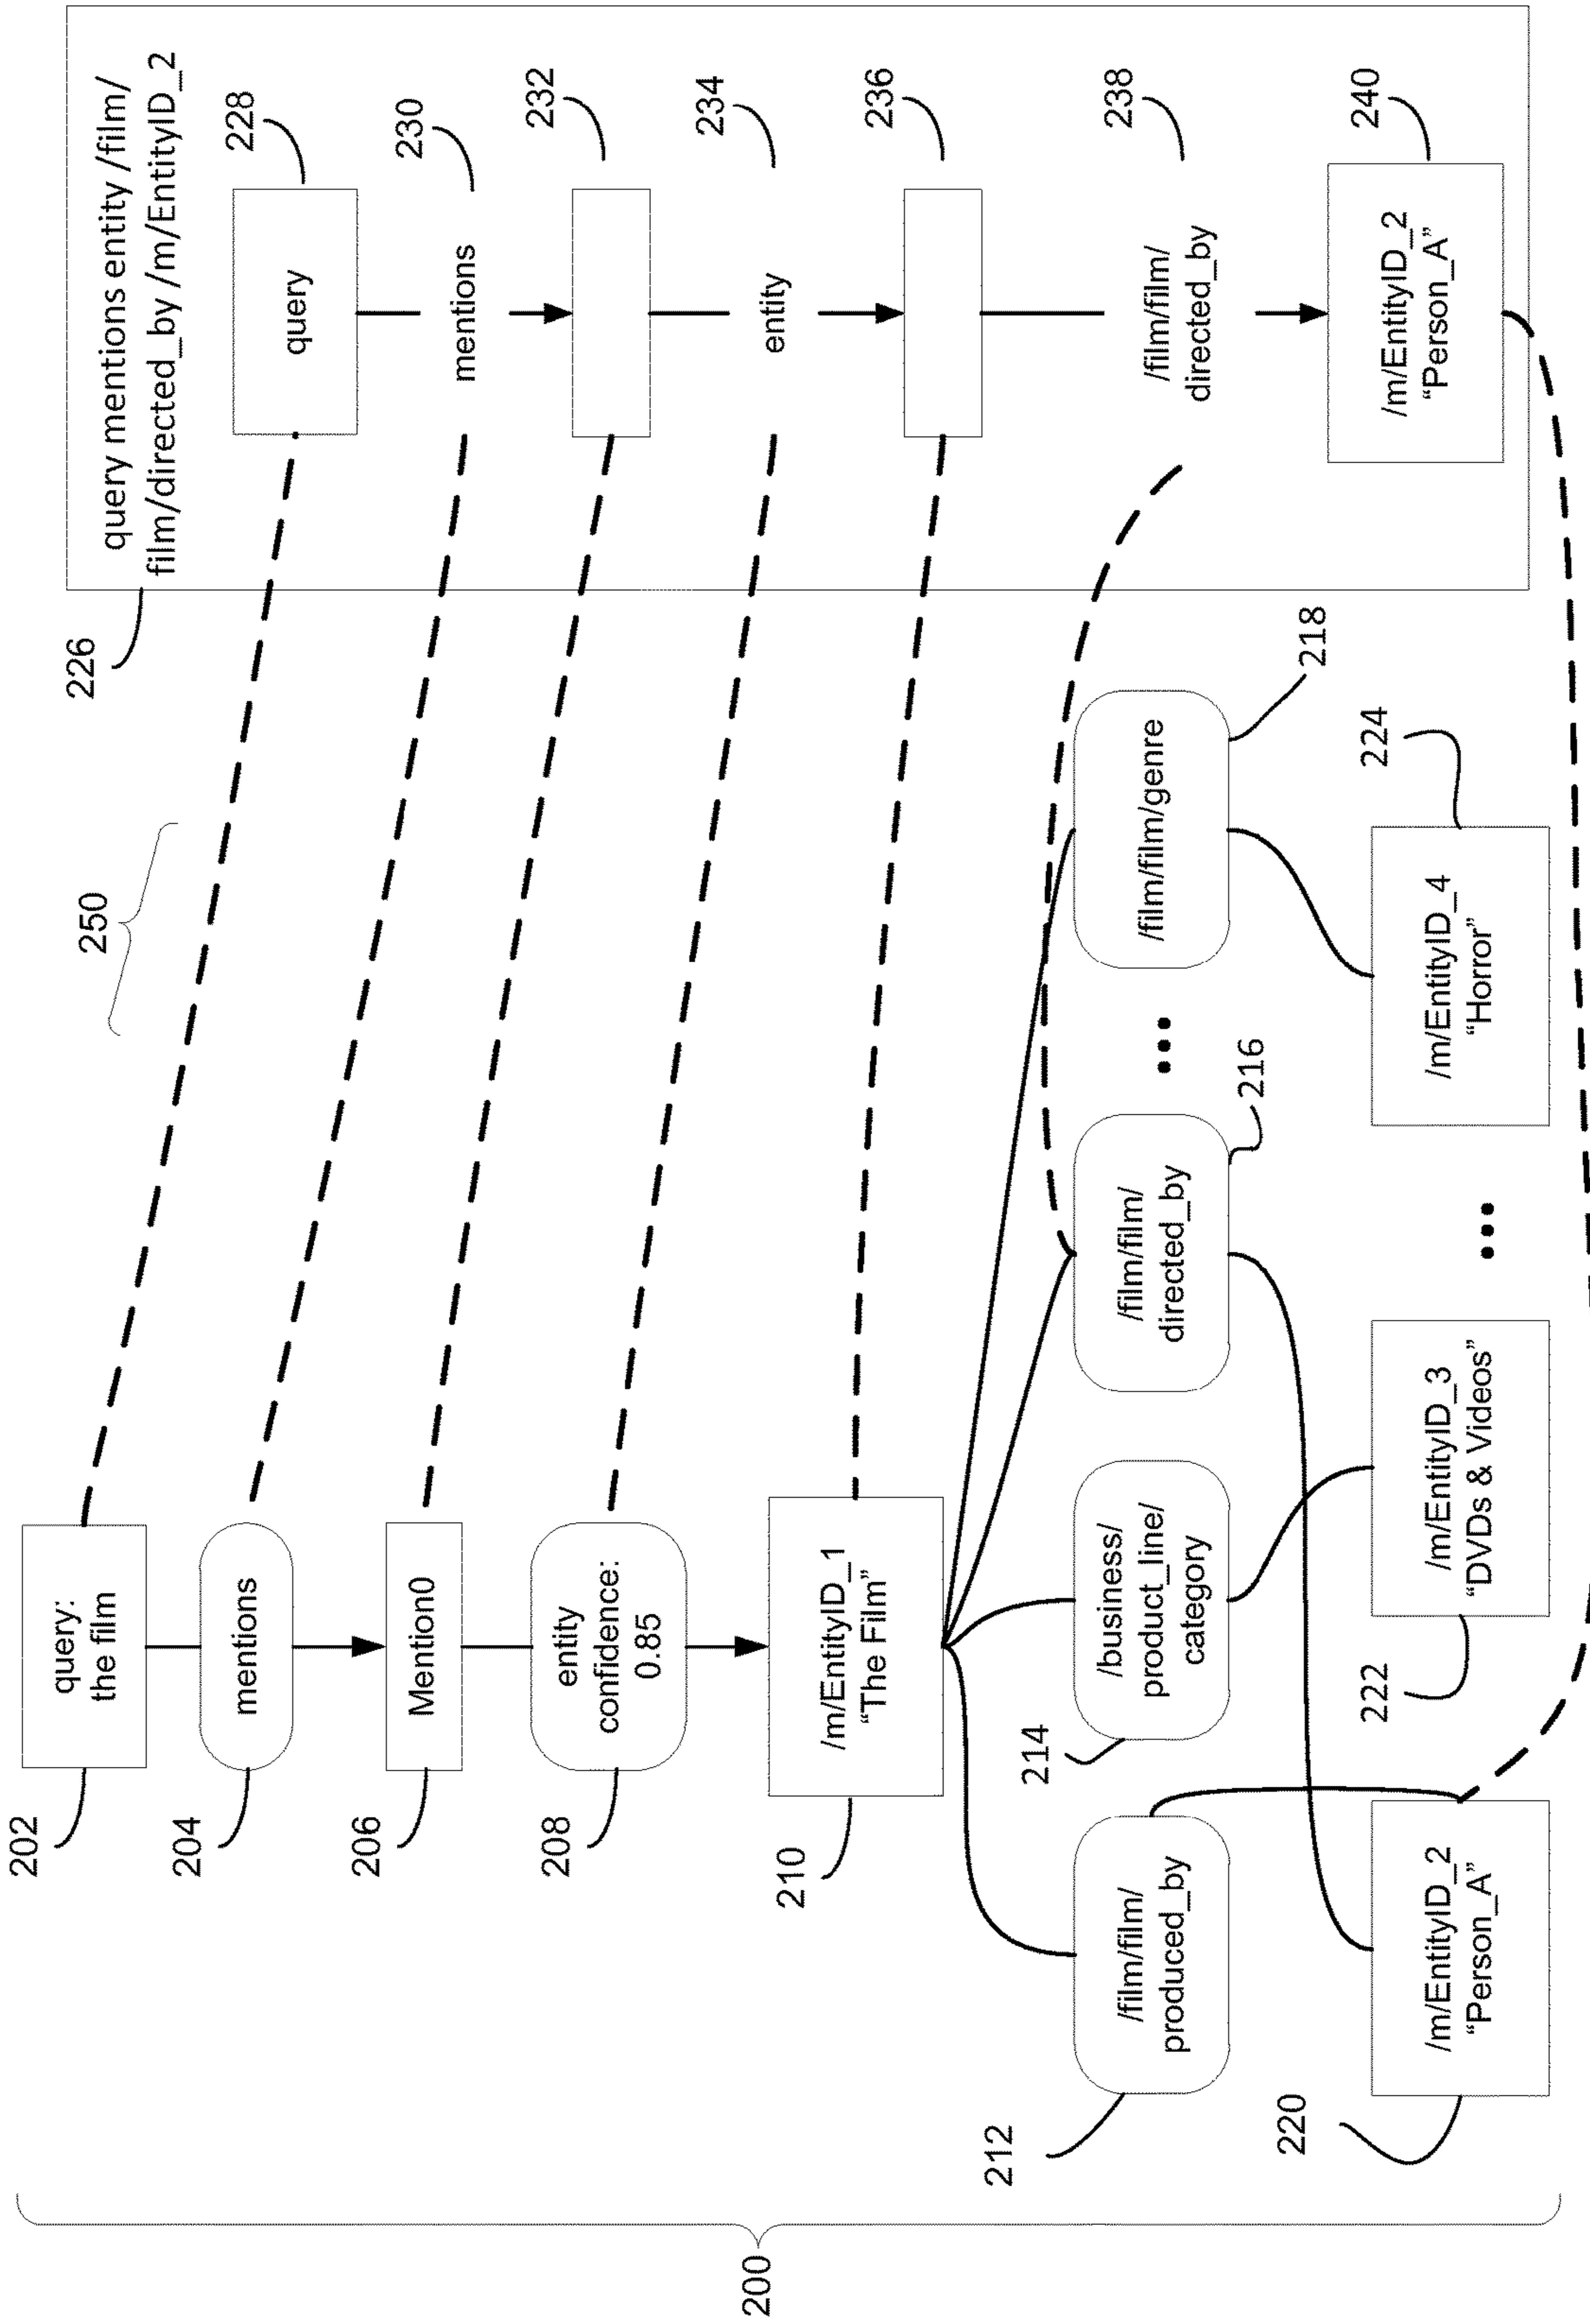 200
202
query:
the film
204
mentions
206
Mention0
208
entity
confidence:
0.85
210
/m/EntityID_1
“The Film”
212
/film/film/
produced_by
214
/business/
product_line/
category
/film/film/
directed_by
216
•••
/film/film/genre
218
220
/m/EntityID_2
“Person_A”
222
/m/EntityID_3
“DVDs & Videos”
•••
/m/EntityID_4
“Horror”
224
250
226
query mentions entity /film/
film/directed_by /m/EntityID_2
query
228
mentions
230
232
entity
234
236
/film/film/
directed_by
238
/m/EntityID_2
“Person_A”
240